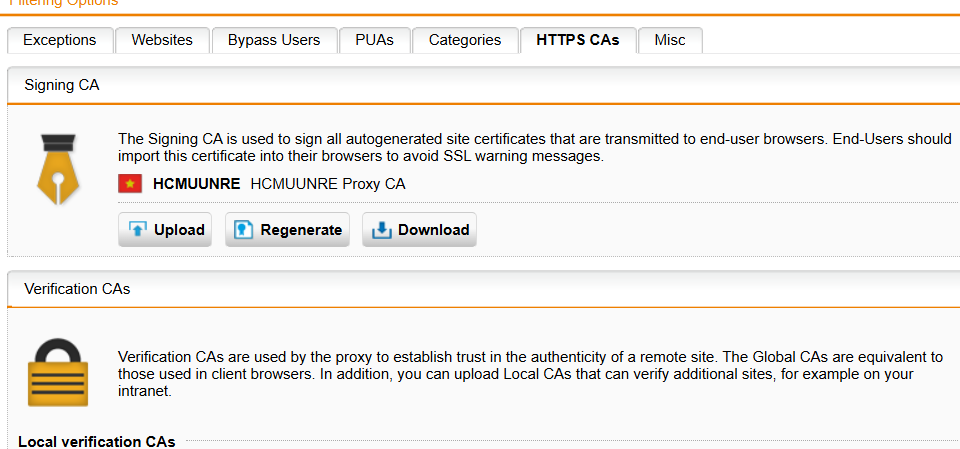 Filtering Options
Exceptions Websites Bypass Users PUAs Categories HTTPS CAs Misc
Signing CA
The Signing CA is used to sign all autogenerated site certificates that are transmitted to end-user browsers. End-Users should
import this certificate into their browsers to avoid SSL warning messages.
HCMUUNRE HCMUUNRE Proxy CA
Upload Regenerate Download
Verification CAs
Verification CAs are used by the proxy to establish trust in the authenticity of a remote site. The Global CAs are equivalent to
those used in client browsers. In addition, you can upload Local CAs that can verify additional sites, for example on your
intranet.
Local verification CAs